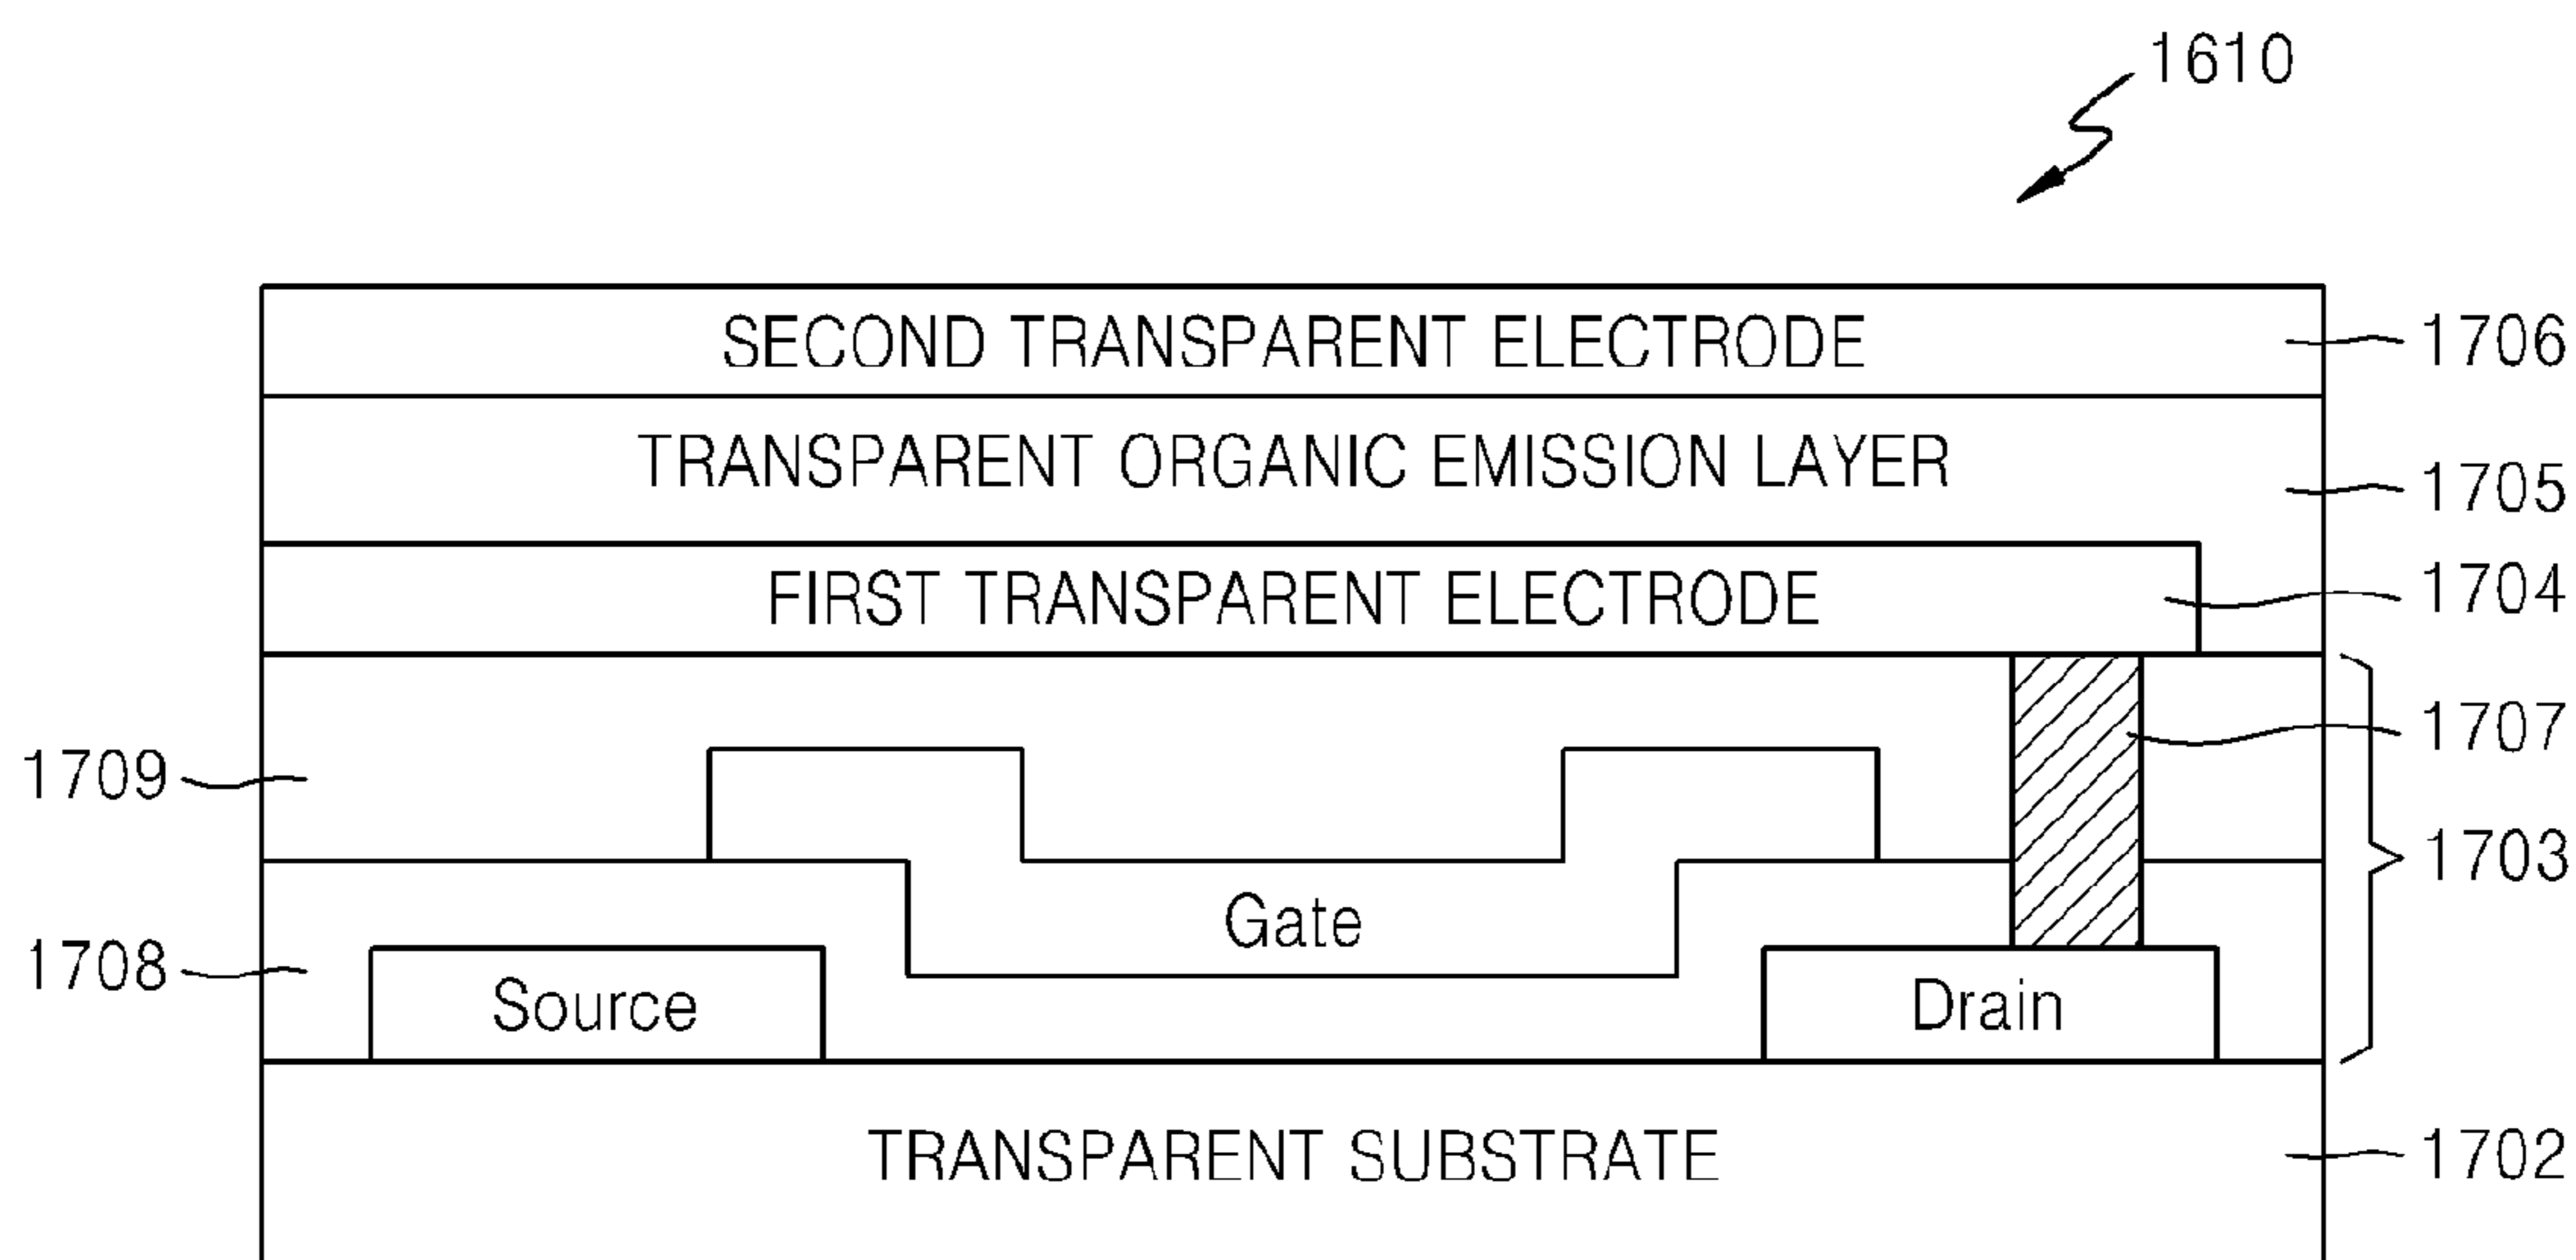 1610
SECOND TRANSPARENT ELECTRODE
1706
TRANSPARENT ORGANIC EMISSION LAYER
1705
FIRST TRANSPARENT ELECTRODE
1704
1707
1709
1703
Gate
1708
Source
Drain
TRANSPARENT SUBSTRATE
1702